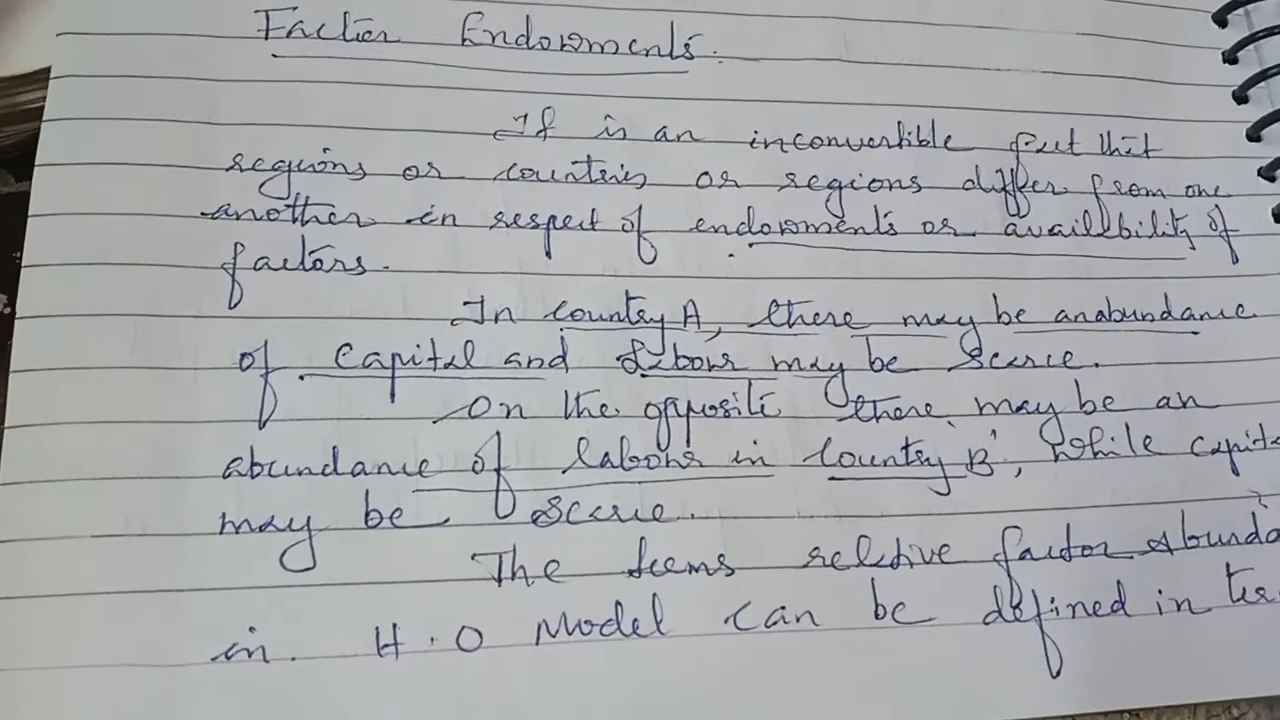 Factor Endowments.
It is an inconvertible fact that
regions or countries or regions differ from one
another in respect of endowments or availlbility of
factors.
In country A, there may be an abundance
of capital and labour may be scarce.
On the opposite there may be an
abundance of labour in country B', while capita
may be scarce.
The terms relative factor abunda
in H.O Model can be defined in ter